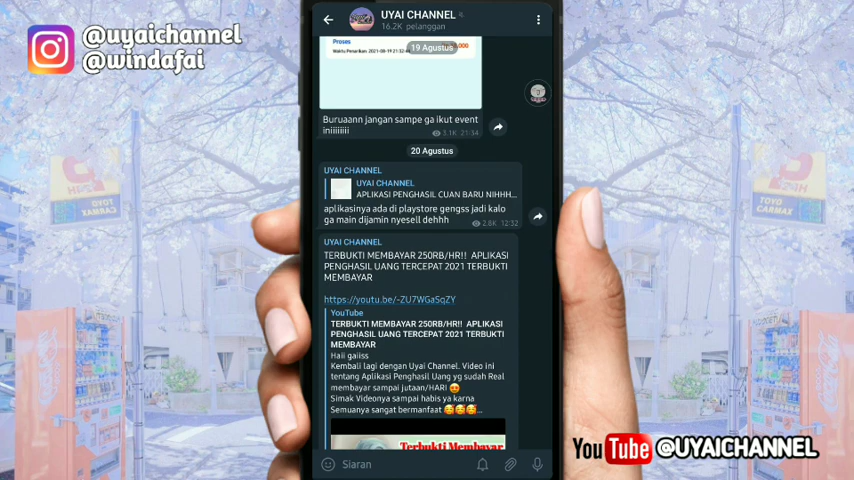 @uyaichannel
@windafai
UYAI CHANNEL
16.2K pelanggan
Proses
19 Agustus
Buruaann jangan sampe ga ikut event
iniiiiiiii
3.1K 21:34
20 Agustus
UYAI CHANNEL
UYAI CHANNEL
APLIKASI PENGHASIL CUAN BARU NIHHH...
aplikasinya ada di playstore gengss jadi kalo
ga main dijamin nyesell dehhh
2.8K 12:32
UYAI CHANNEL
TERBUKTI MEMBAYAR 250RB/HR!! APLIKASI
PENGHASIL UANG TERCEPAT 2021 TERBUKTI
MEMBAYAR
https://youtu.be/-ZU7WGaSqZY
YouTube
TERBUKTI MEMBAYAR 250RB/HR!! APLIKASI
PENGHASIL UANG TERCEPAT 2021 TERBUKTI
MEMBAYAR
Haii gaiiss
Kembali lagi dengan Uyai Channel. Video ini
tentang Aplikasi Penghasil Uang yg sudah Real
membayar sampai jutaan/HARI 😍
Simak Videonya sampai habis ya karna
Semuanya sangat bermanfaat 🥰🥰🥰...
Terbukti Membayar
Siaran
TOYO
CARMAX
YouTube @UYAICHANNEL